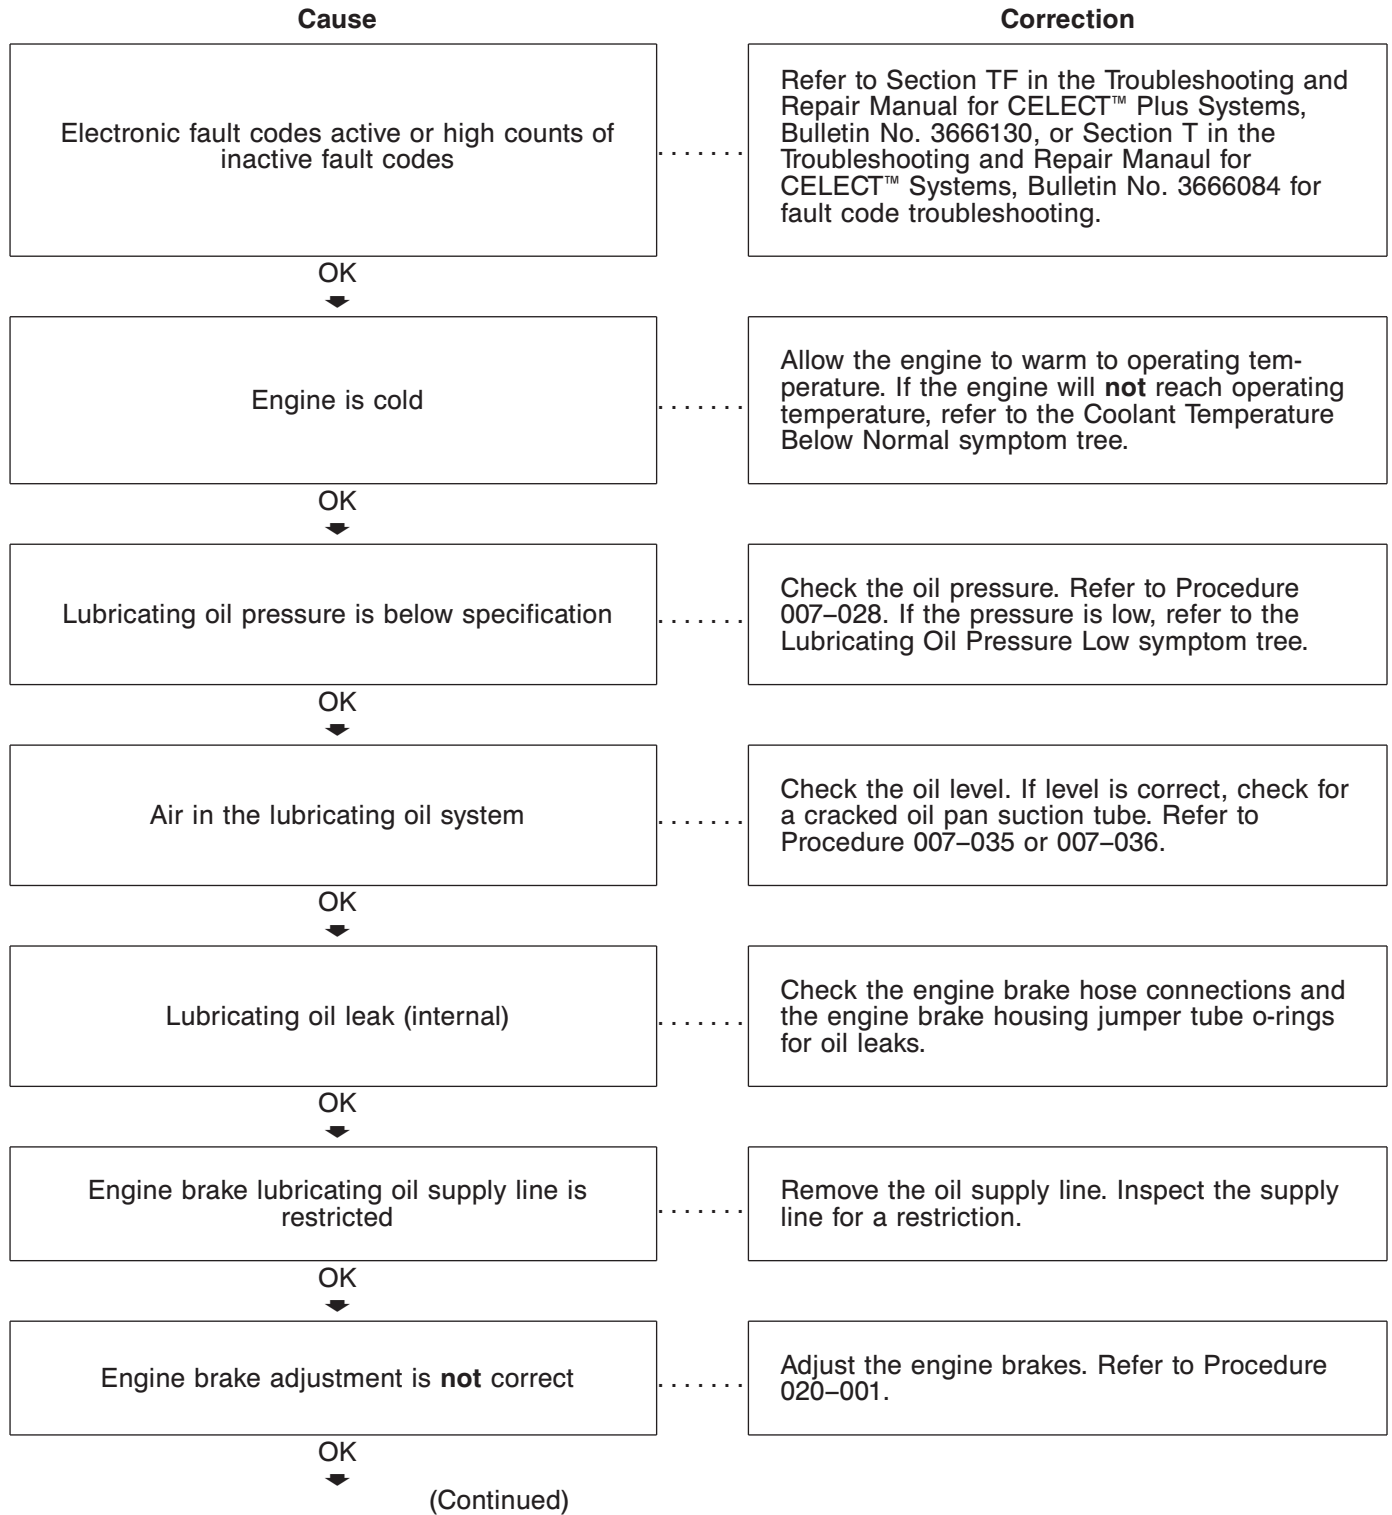 Cause
Correction
Electronic fault codes active or high counts of
inactive fault codes
.......
Refer to Section TF in the Troubleshooting and
Repair Manual for CELECT™ Plus Systems,
Bulletin No. 3666130, or Section T in the
Troubleshooting and Repair Manaul for
CELECT™ Systems, Bulletin No. 3666084 for
fault code troubleshooting.
OK
Engine is cold
.......
Allow the engine to warm to operating tem-
perature. If the engine will not reach operating
temperature, refer to the Coolant Temperature
Below Normal symptom tree.
OK
Lubricating oil pressure is below specification
.......
Check the oil pressure. Refer to Procedure
007–028. If the pressure is low, refer to the
Lubricating Oil Pressure Low symptom tree.
OK
Air in the lubricating oil system
.......
Check the oil level. If level is correct, check for
a cracked oil pan suction tube. Refer to
Procedure 007–035 or 007–036.
OK
Lubricating oil leak (internal)
.......
Check the engine brake hose connections and
the engine brake housing jumper tube o-rings
for oil leaks.
OK
Engine brake lubricating oil supply line is
restricted
.......
Remove the oil supply line. Inspect the supply
line for a restriction.
OK
Engine brake adjustment is not correct
.......
Adjust the engine brakes. Refer to Procedure
020–001.
OK
(Continued)